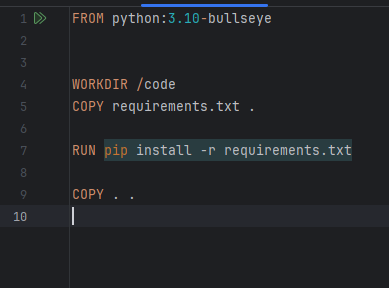 1 FROM python:3.10-bullseye
2
3
4 WORKDIR /code
5 COPY requirements.txt .
6
7 RUN pip install -r requirements.txt
8
9 COPY . .
10